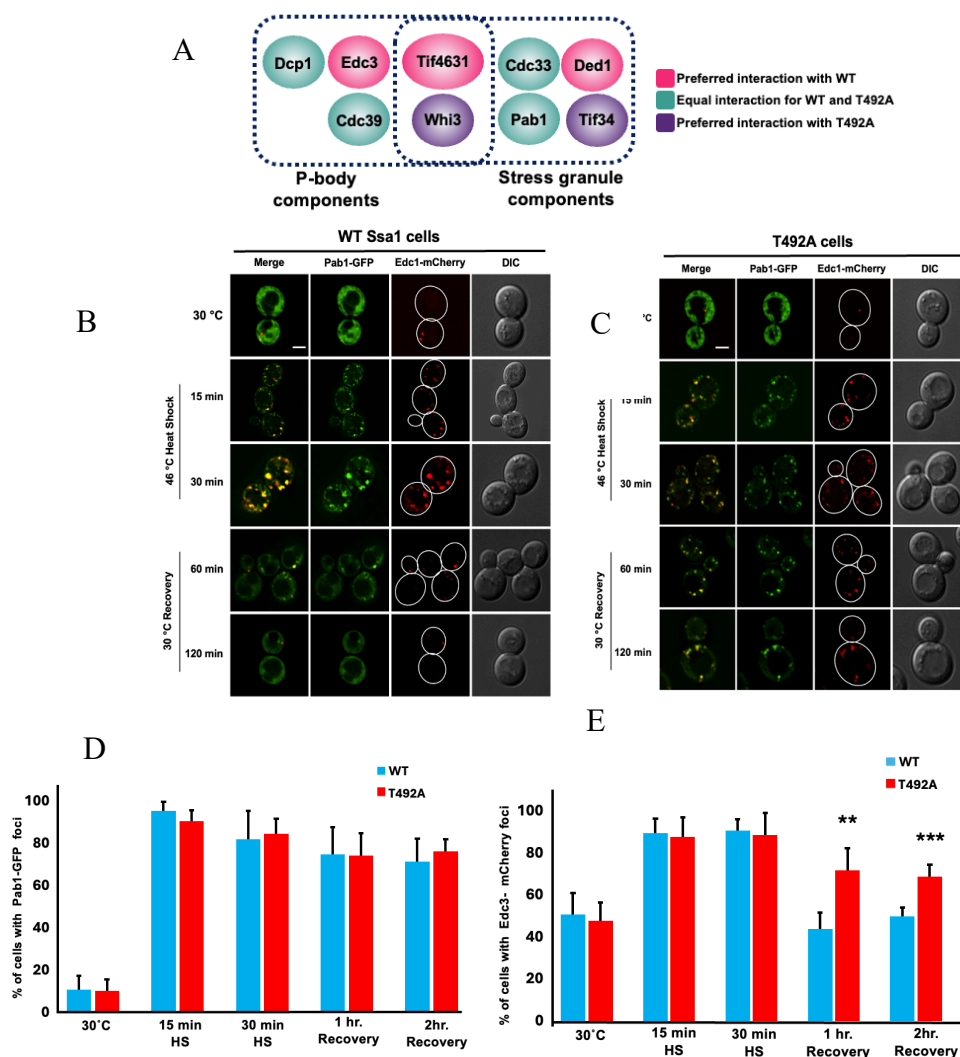 A
Dcp1
Edc3
Tif4631
Cdc33
Ded1
Cdc39
Whi3
Pab1
Tif34
Preferred interaction with WT
Equal interaction for WT and T492A
Preferred interaction with T492A
P-body
components
Stress granule
components
B
WT Ssa1 cells
Merge
Pab1-GFP
Edc1-mCherry
DIC
30 °C
46 °C Heat Shock
15 min
30 min
30 °C Recovery
60 min
120 min
C
T492A cells
Merge
Pab1-GFP
Edc1-mCherry
DIC
°C
46 °C Heat Shock
15 min
30 min
30 °C Recovery
60 min
120 min
D
WT
T492A
% of cells with Pab1-GFP foci
100
80
60
40
20
0
30˚C
15 min
HS
30 min
HS
1 hr.
Recovery
2hr.
Recovery
E
WT
T492A
% of cells with Edc3- mCherry foci
100
80
60
40
20
0
**
***
30˚C
15 min
HS
30 min
HS
1 hr.
Recovery
2hr.
Recovery